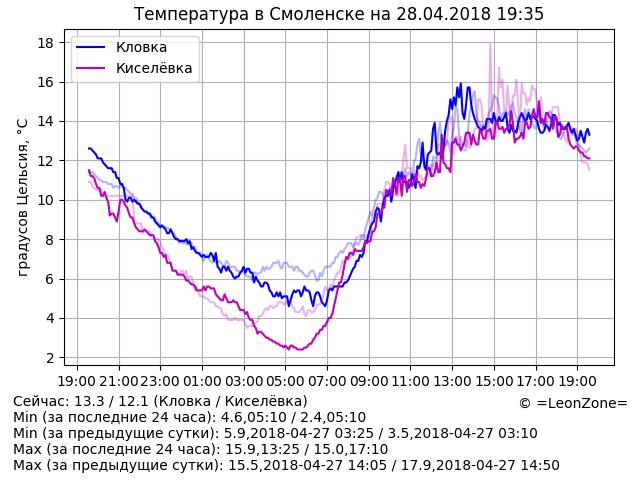 Температура в Смоленске на 28.04.2018 19:35
Кловка
Киселёвка
градусов Цельсия, °C
18
16
14
12
10
8
6
4
2
19:00 21:00 23:00 01:00 03:00 05:00 07:00 09:00 11:00 13:00 15:00 17:00 19:00
Сейчас: 13.3 / 12.1 (Кловка / Киселёвка)
© =LeonZone=
Min (за последние 24 часа): 4.6,05:10 / 2.4,05:10
Min (за предыдущие сутки): 5.9,2018-04-27 03:25 / 3.5,2018-04-27 03:10
Max (за последние 24 часа): 15.9,13:25 / 15.0,17:10
Max (за предыдущие сутки): 15.5,2018-04-27 14:05 / 17.9,2018-04-27 14:50